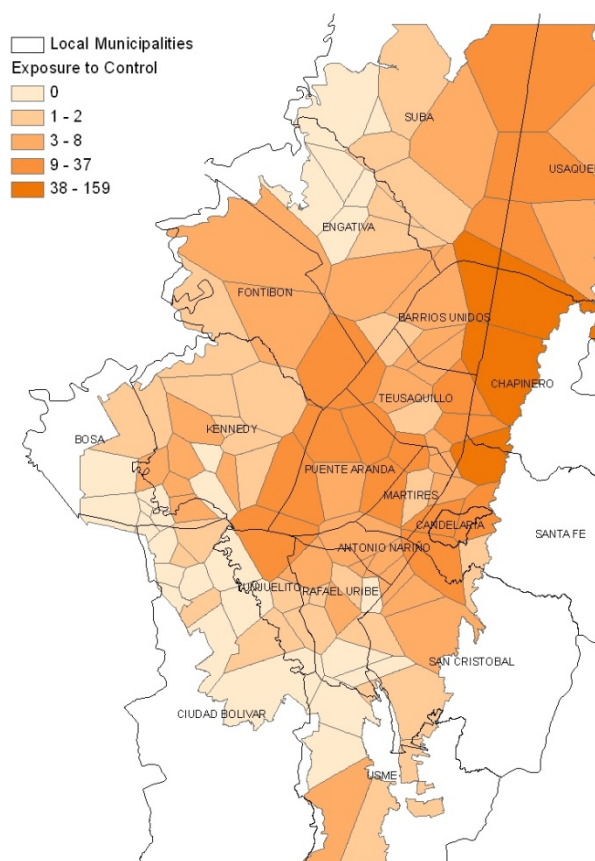 Local Municipalities
Exposure to Control
0
1 - 2
3 - 8
9 - 37
38 - 159
SUBA
USAQUE
ENGATIVA
FONTIBON
BARRIOS UNIDOS
CHAPINERO
TEUSAQUILLO
KENNEDY
BOSA
PUENTE ARANDA
MARTIRES
CANDELARIA
SANTA FE
ANTONIO NARIÑO
TUNJUELITO
RAFAEL URIBE
SAN CRISTOBAL
CIUDAD BOLIVAR
USME